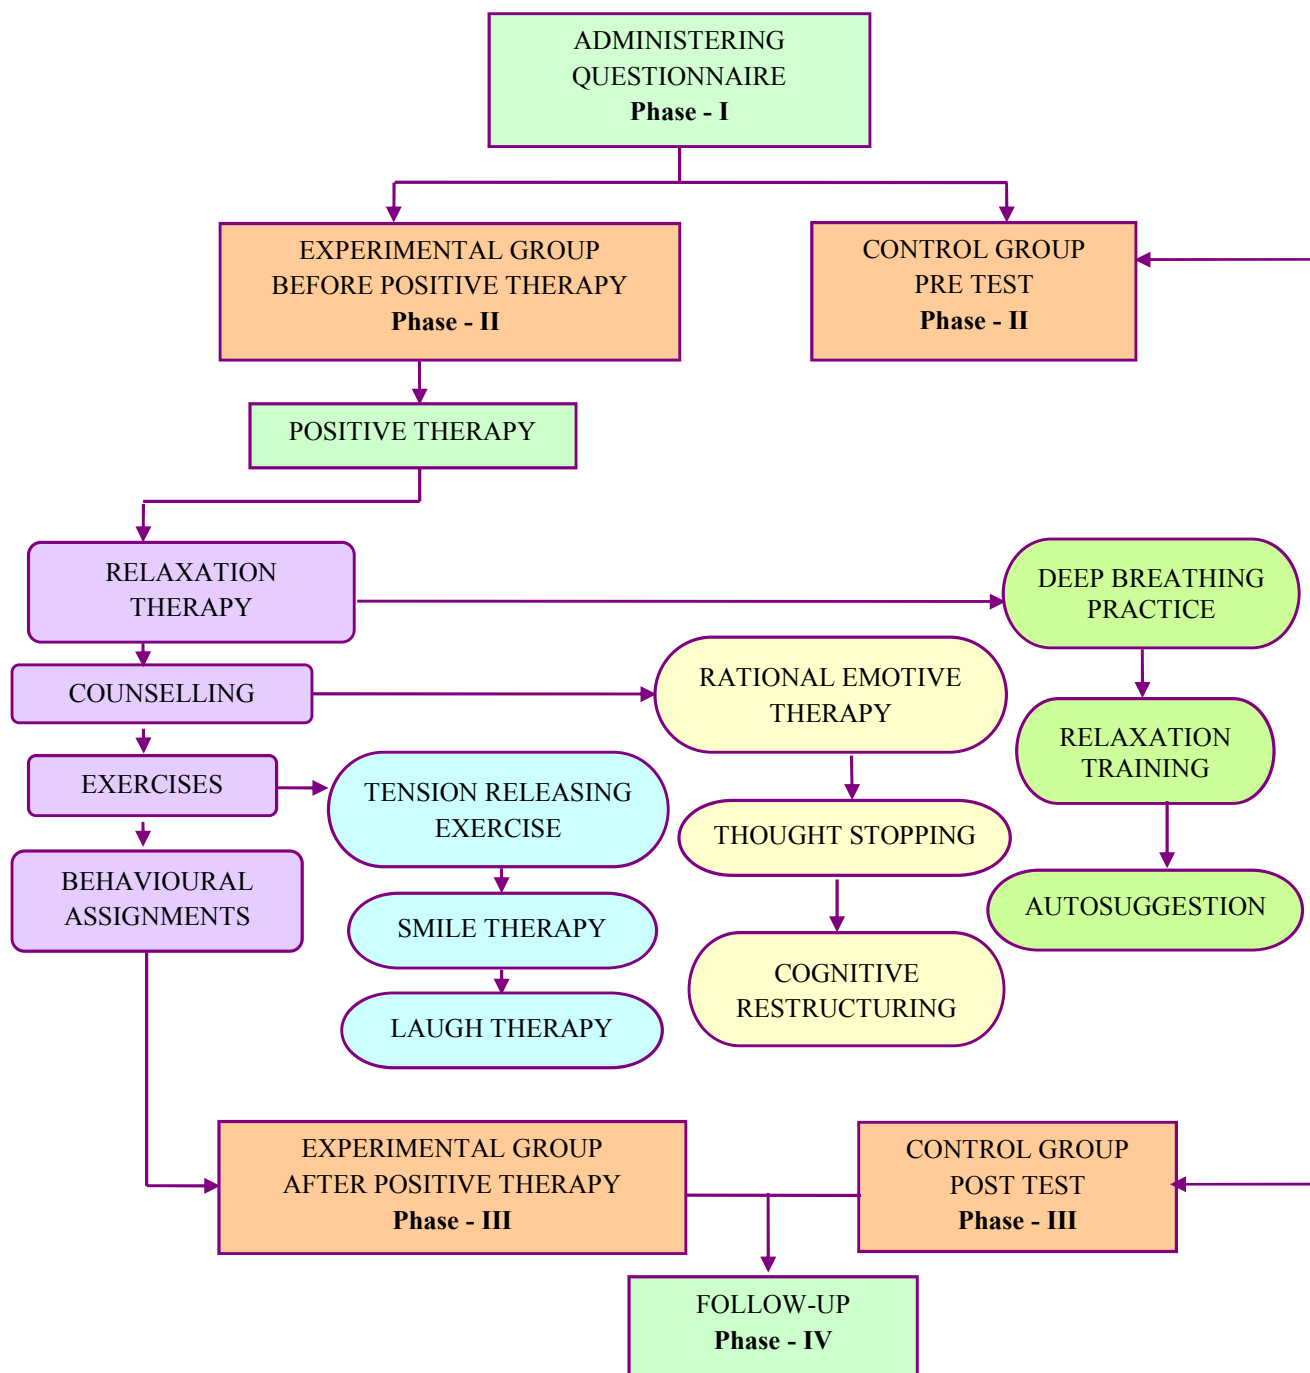 ADMINISTERING
QUESTIONNAIRE
Phase - I
EXPERIMENTAL GROUP
BEFORE POSITIVE THERAPY
Phase - II
CONTROL GROUP
PRE TEST
Phase - II
POSITIVE THERAPY
RELAXATION
THERAPY
DEEP BREATHING
PRACTICE
COUNSELLING
RATIONAL EMOTIVE
THERAPY
RELAXATION
TRAINING
EXERCISES
TENSION RELEASING
EXERCISE
THOUGHT STOPPING
BEHAVIOURAL
ASSIGNMENTS
SMILE THERAPY
AUTOSUGGESTION
COGNITIVE
RESTRUCTURING
LAUGH THERAPY
EXPERIMENTAL GROUP
AFTER POSITIVE THERAPY
Phase - III
CONTROL GROUP
POST TEST
Phase - III
FOLLOW-UP
Phase - IV